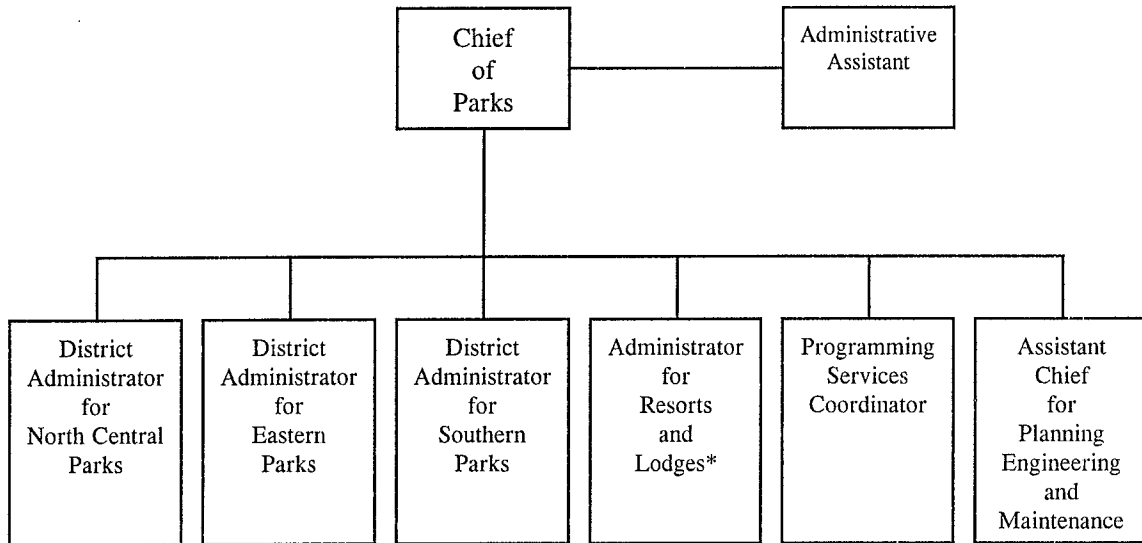 Chief
of
Parks
Administrative
Assistant
District
Administrator
for
North Central
Parks
District
Administrator
for
Eastern
Parks
District
Administrator
for
Southern
Parks
Administrator
for
Resorts
and
Lodges*
Programming
Services
Coordinator
Assistant
Chief
for
Planning
Engineering
and
Maintenance